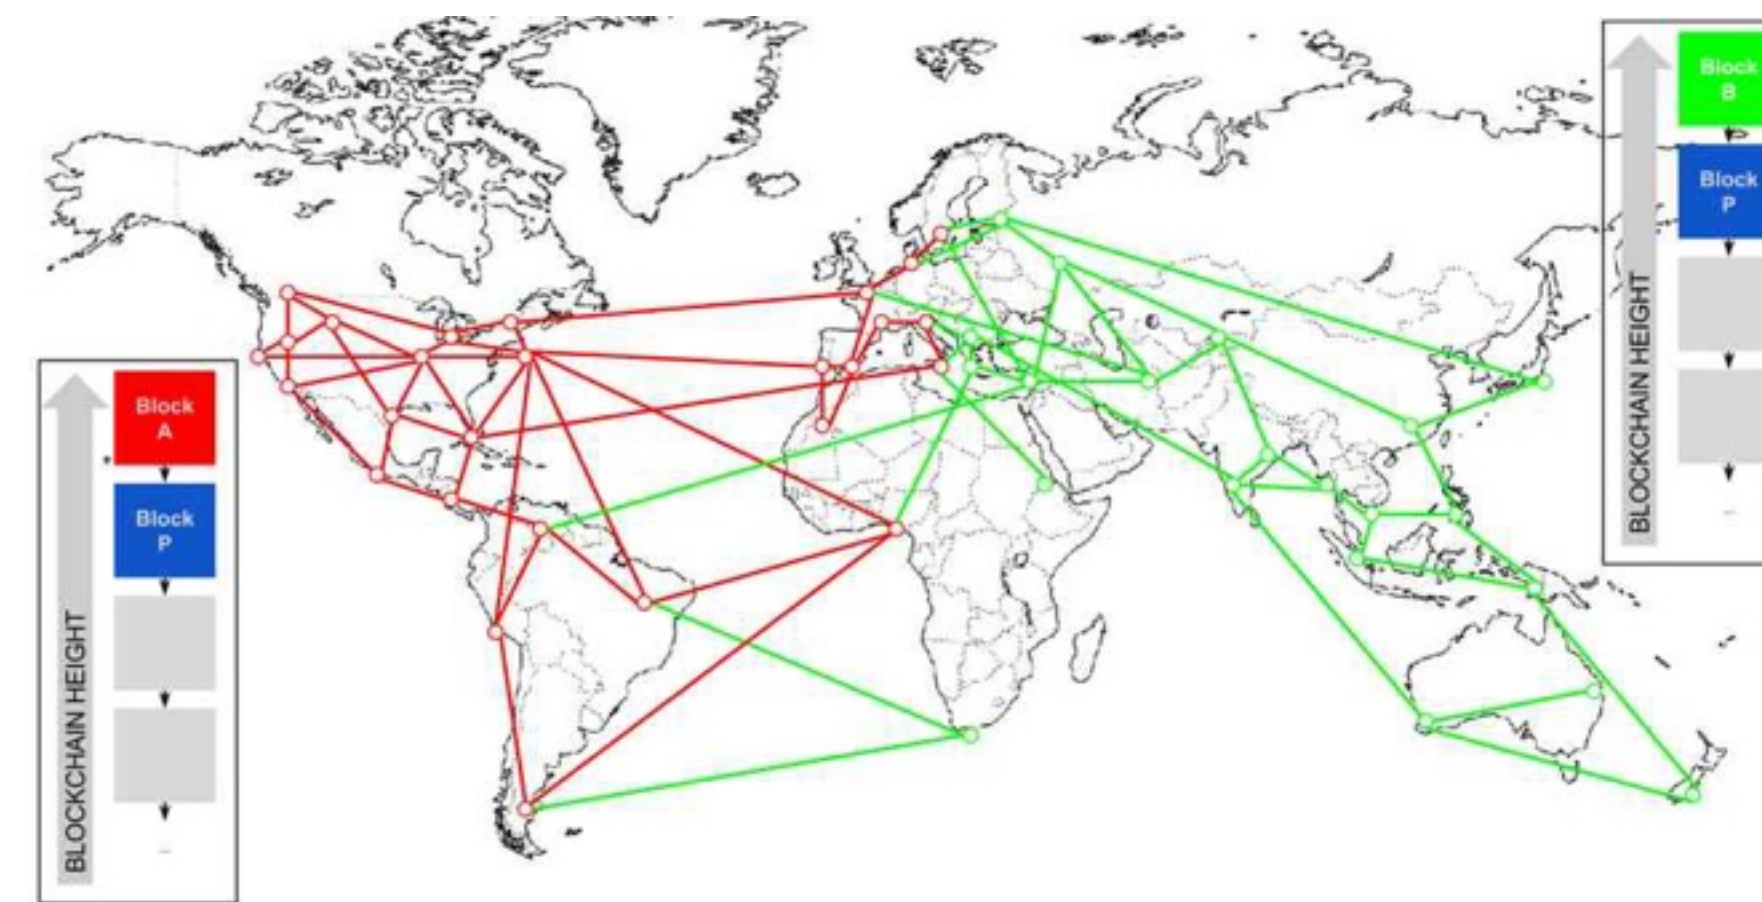 BLOCKCHAIN HEIGHT
Block
A
Block
P
...
BLOCKCHAIN HEIGHT
Block
B
Block
P
...